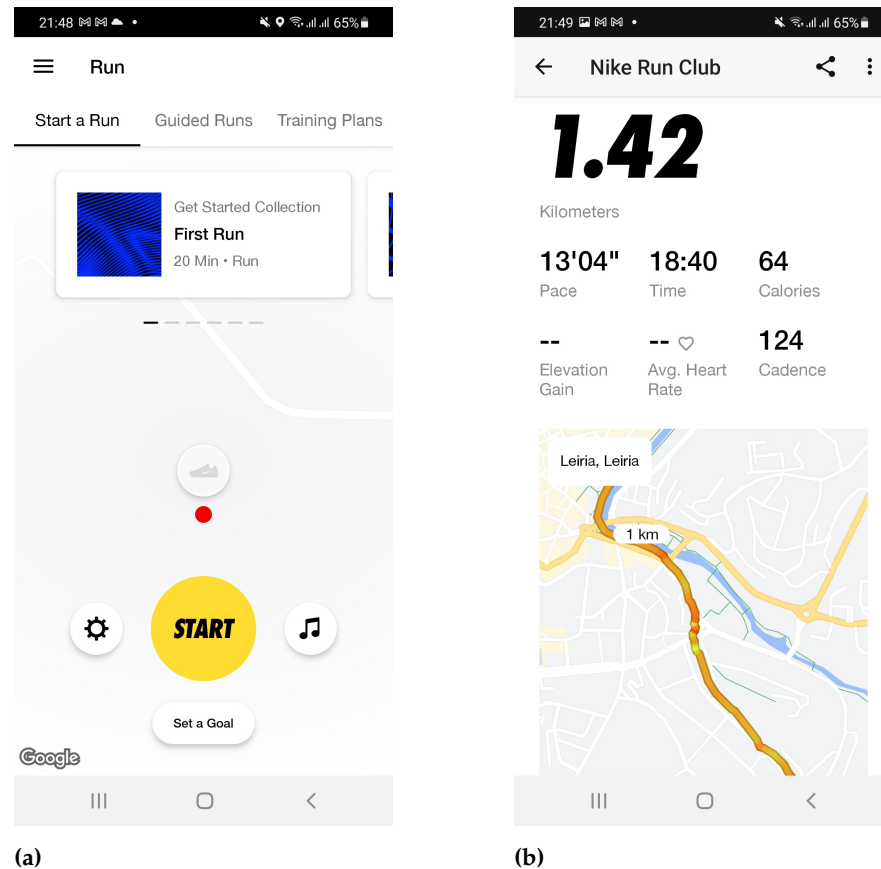 21:48
65%
Run
Start a Run
Guided Runs
Training Plans
Get Started Collection
First Run
20 Min • Run
START
Set a Goal
Google
(a)
21:49
65%
Nike Run Club
1.42
Kilometers
13'04" 18:40 64
Pace Time Calories
-- -- 124
Elevation Gain
Avg. Heart Rate
Cadence
Leiria, Leiria
1 km
(b)